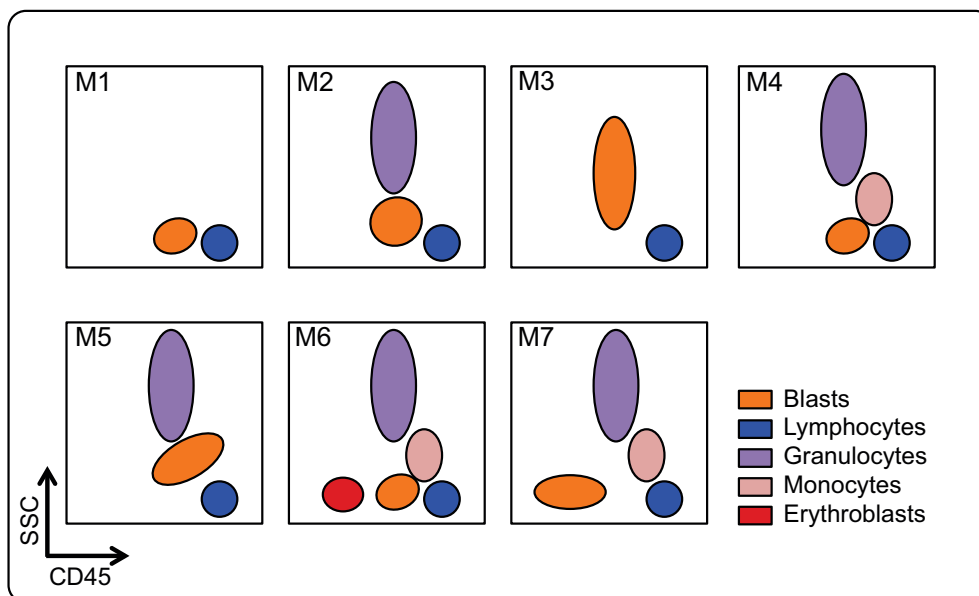 M1
M2
M3
M4
M5
M6
M7
Blasts
Lymphocytes
Granulocytes
Monocytes
Erythroblasts
SSC
CD45